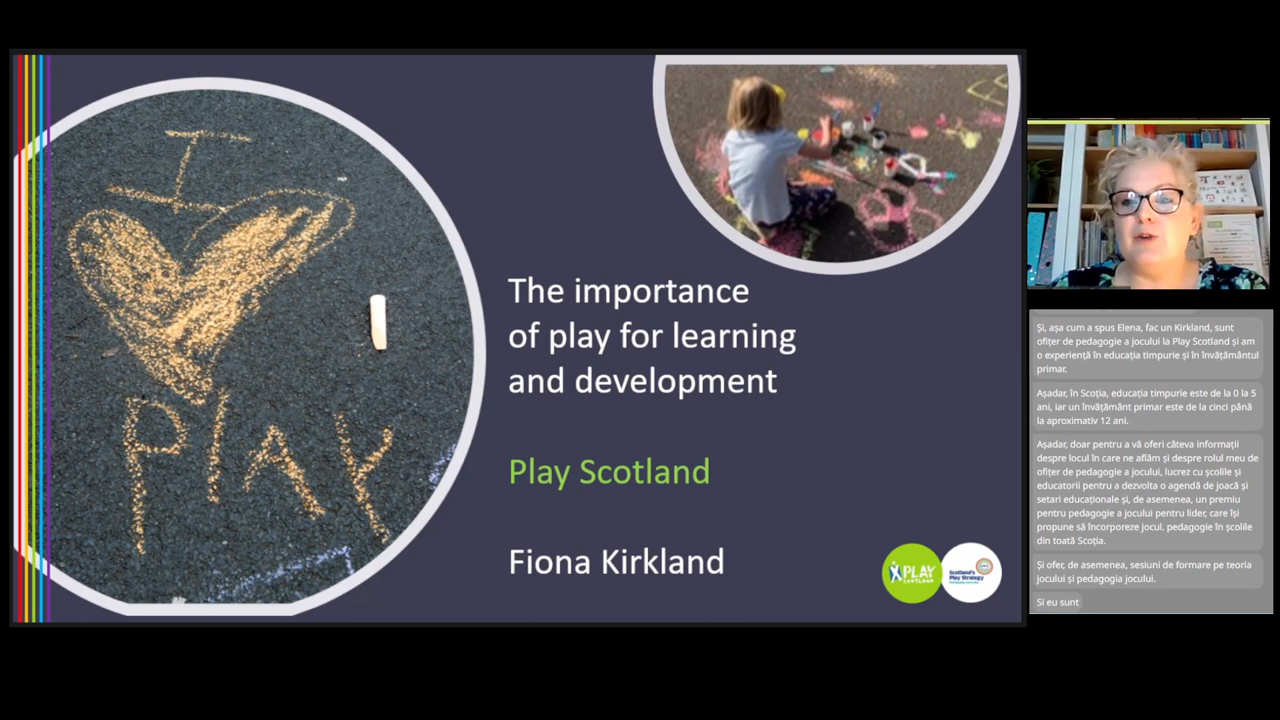 I
PlAY
The importance
of play for learning
and development
Play Scotland
Fiona Kirkland
PLAY
SCOTLAND
Scotland's
Play Strategy
Și, așa cum a spus Elena, fac un Kirkland, sunt
ofițer de pedagogie a jocului la Play Scotland și am
o experiență în educația timpurie și în învățământul
primar.
Așadar, în Scoția, educația timpurie este de la 0 la 5
ani, iar un învățământ primar este de la cinci până
la aproximativ 12 ani.
Așadar, doar pentru a vă oferi câteva informații
despre locul în care ne aflăm și despre rolul meu de
ofițer de pedagogie a jocului, lucrez cu școlile și
educatorii pentru a dezvolta o agendă de joacă și
setari educaționale și, de asemenea, un premiu
pentru pedagogie a jocului pentru lider, care își
propune să încorporeze jocul. pedagogie în școlile
din toată Scoția.
Și ofer, de asemenea, sesiuni de formare pe teoria
jocului și pedagogia jocului.
Si eu sunt